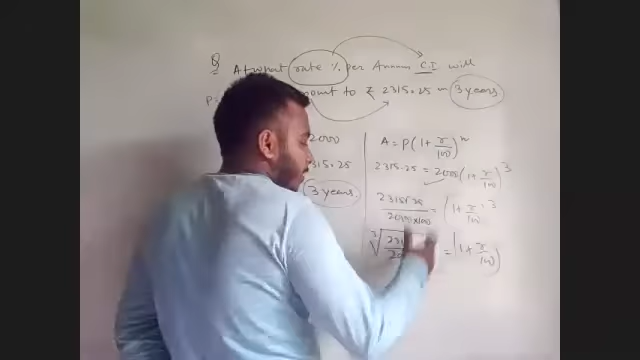 Q At what rate % per Annum C.I will
amount to ₹ 2315.25 in 3 years
2000
2315.25
3 years
A = P(1 + r/100)^n
2315.25 = 2000(1 + r/100)^3
= (1 + r/100)^3
= (1 + r/100)